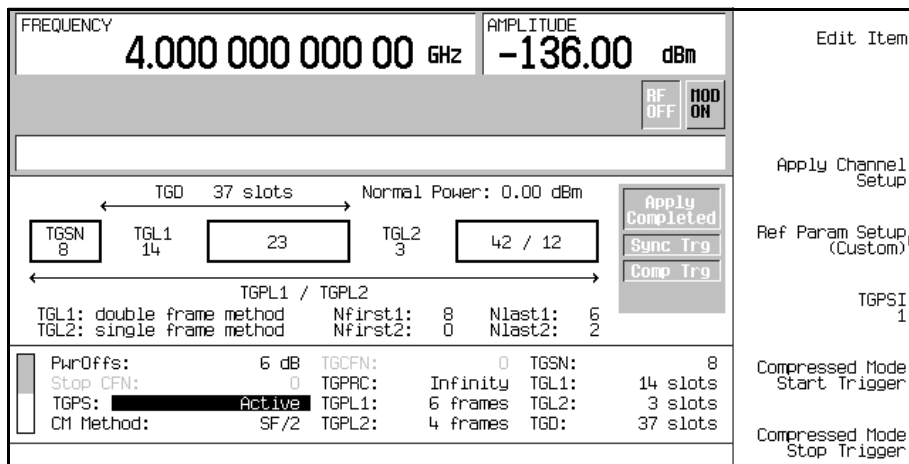 FREQUENCY
4.000 000 000 00 GHz
AMPLITUDE
-136.00 dBm
RF OFF
MOD ON
TGD 37 slots
Normal Power: 0.00 dBm
TGSN 8
TGL1 14
23
TGL2 3
42 / 12
Apply Completed
Sync Trg
Comp Trg
TGPL1 / TGPL2
TGL1: double frame method Nfirst1: 8 Nlast1: 6
TGL2: single frame method Nfirst2: 0 Nlast2: 2
PwrOffs: 6 dB TGCFN: 0 TGSN: 8
Stop CFN: 0 TGPRC: Infinity TGL1: 14 slots
TGPS: Active TGPL1: 6 frames TGL2: 3 slots
CM Method: SF/2 TGPL2: 4 frames TGD: 37 slots
Edit Item
Apply Channel
Setup
Ref Param Setup
(Custom)
TGPSI
1
Compressed Mode
Start Trigger
Compressed Mode
Stop Trigger